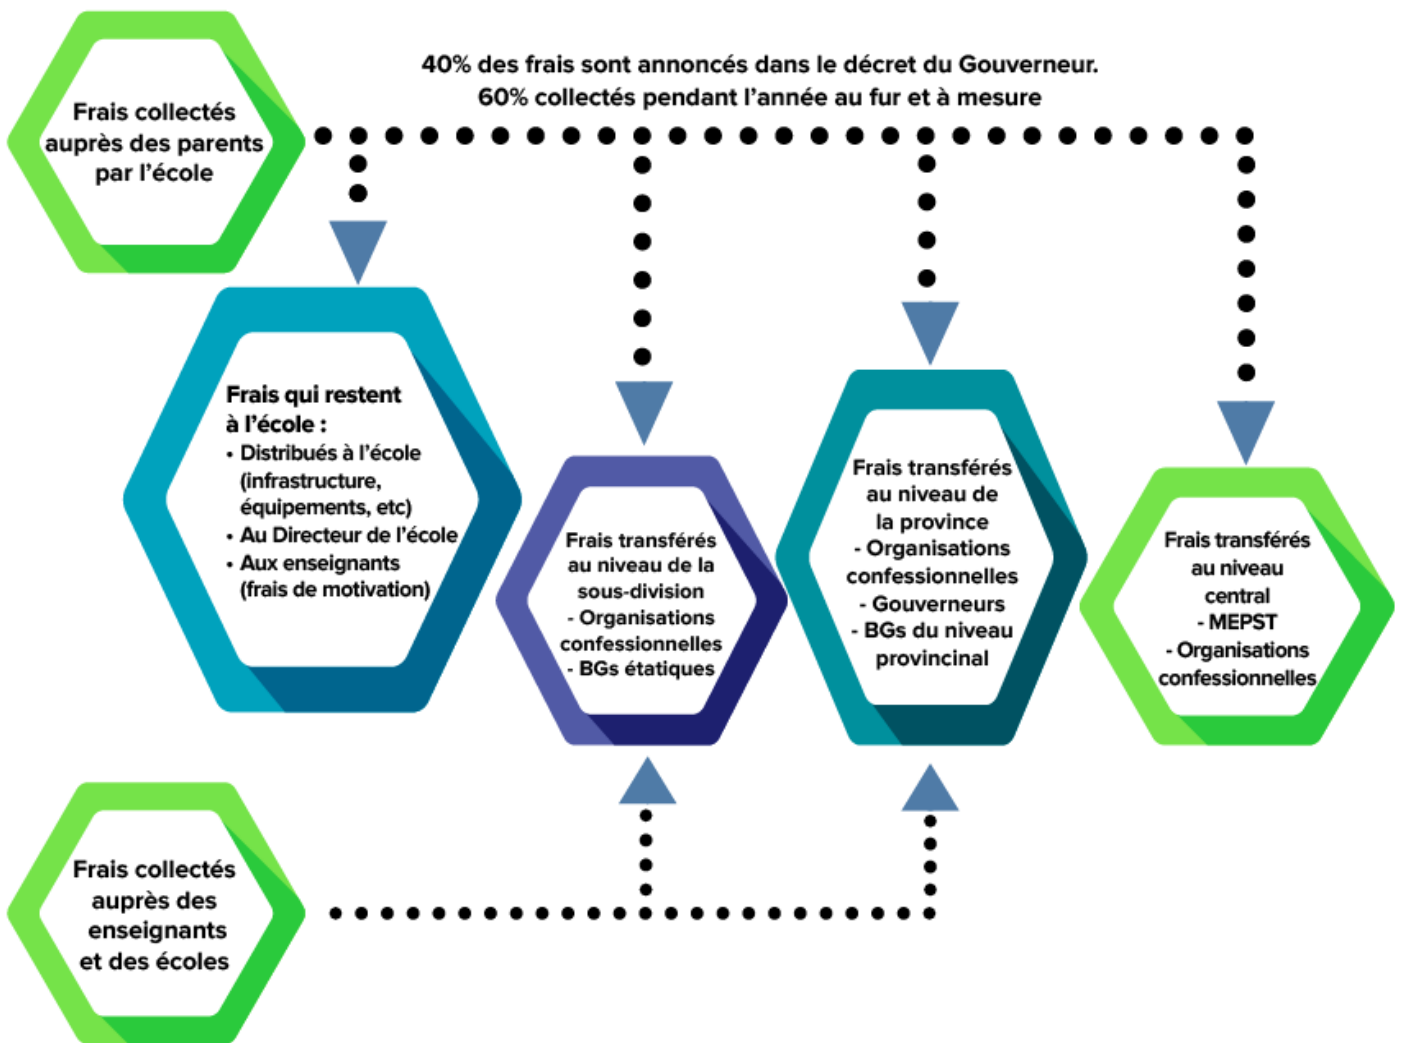 40% des frais sont annoncés dans le décret du Gouverneur.
60% collectés pendant l'année au fur et à mesure
Frais collectés
auprès des parents
par l'école
Frais qui restent
à l'école :
• Distribués à l'école
(infrastructure,
équipements, etc)
• Au Directeur de l'école
• Aux enseignants
(frais de motivation)
Frais transférés
au niveau de la
sous-division
- Organisations
confessionnelles
- BGs étatiques
Frais transférés
au niveau de
la province
- Organisations
confessionnelles
- Gouverneurs
- BGs du niveau
provincinal
Frais transférés
au niveau
central
- MEPST
- Organisations
confessionnelles
Frais collectés
auprès des
enseignants
et des écoles